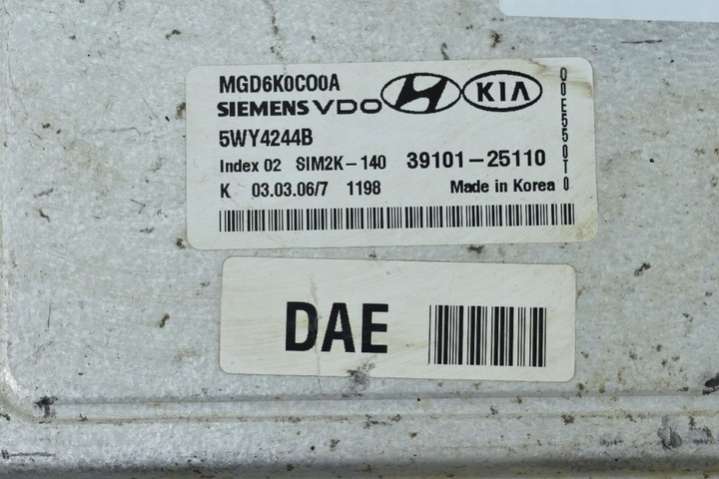 MGD6K0C00A
SIEMENS VDO KIA
5WY4244B
Index 02 SIM2K-140 39101-25110
K 03.03.06/7 1198 Made in Korea
00E550T0
DAE